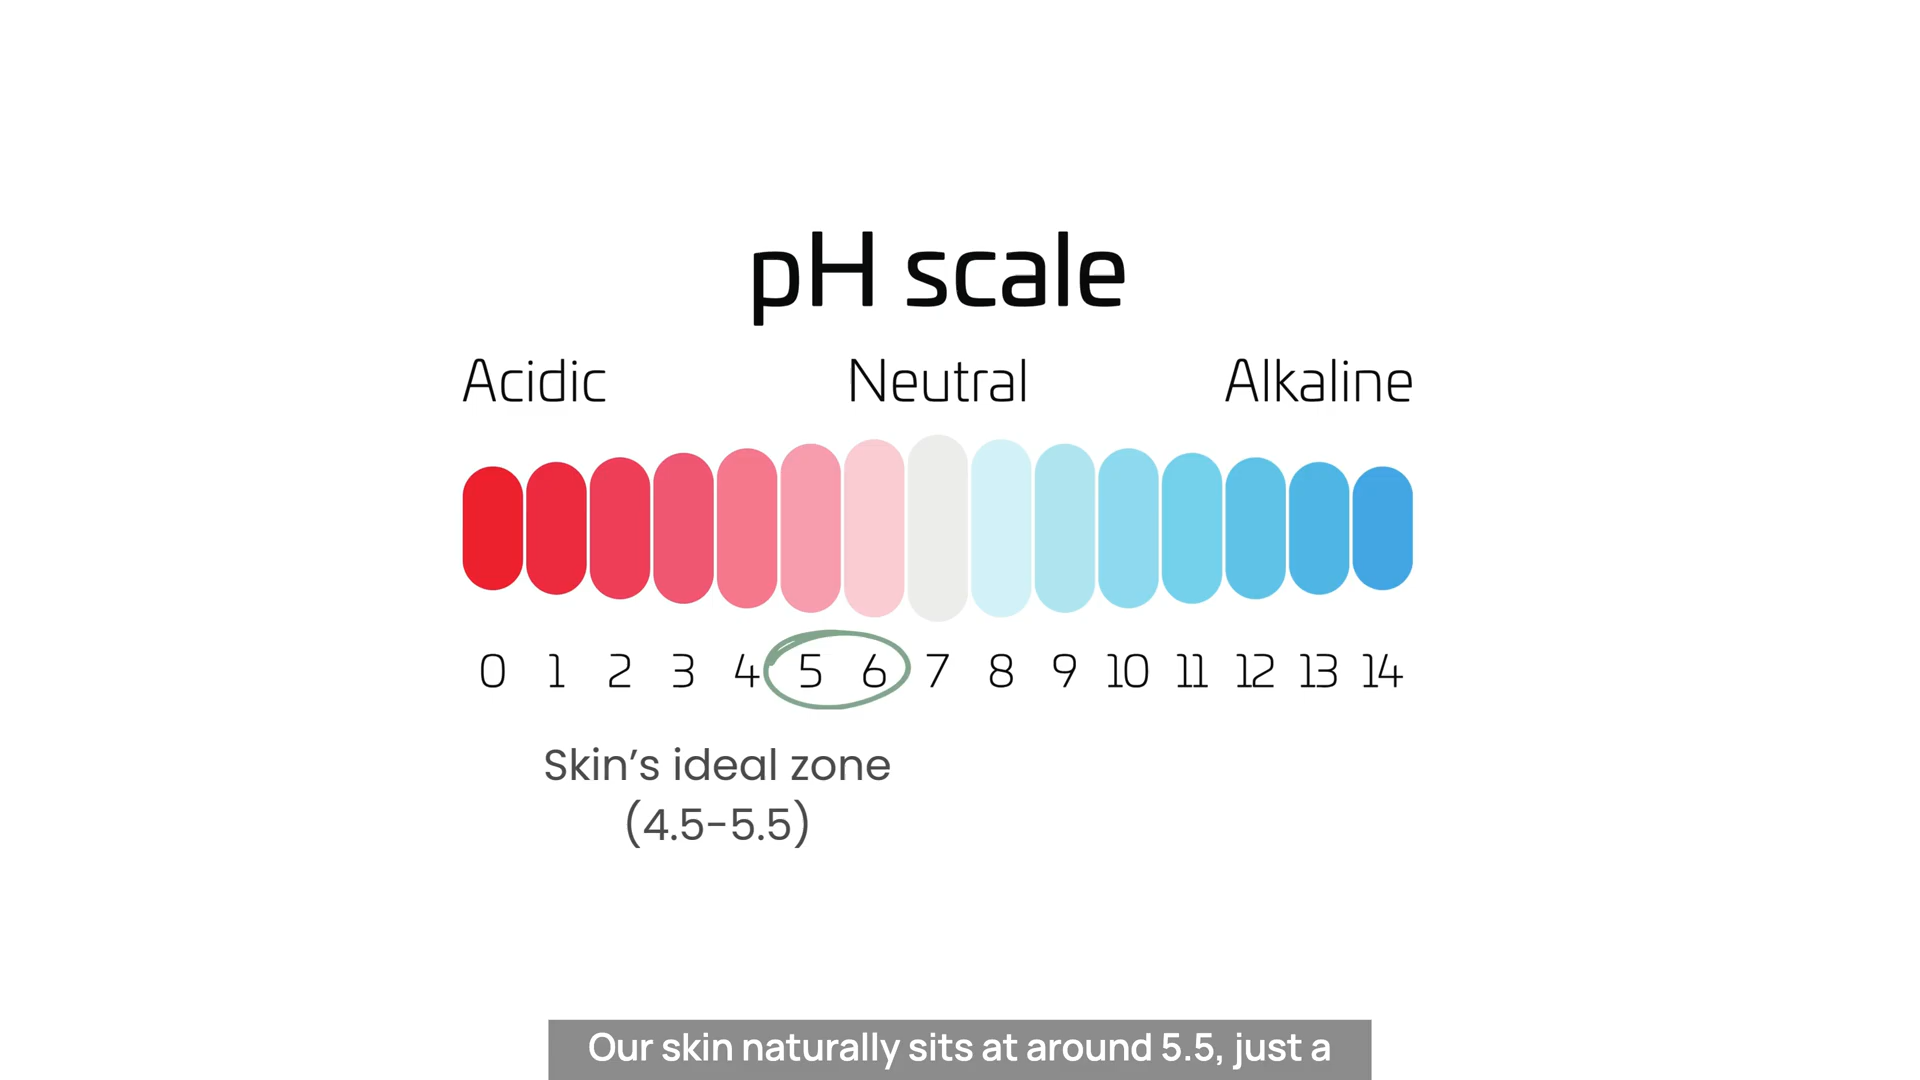 pH scale
Acidic Neutral Alkaline
0 1 2 3 4 5 6 7 8 9 10 11 12 13 14
Skin’s ideal zone
(4.5-5.5)
Our skin naturally sits at around 5.5, just a